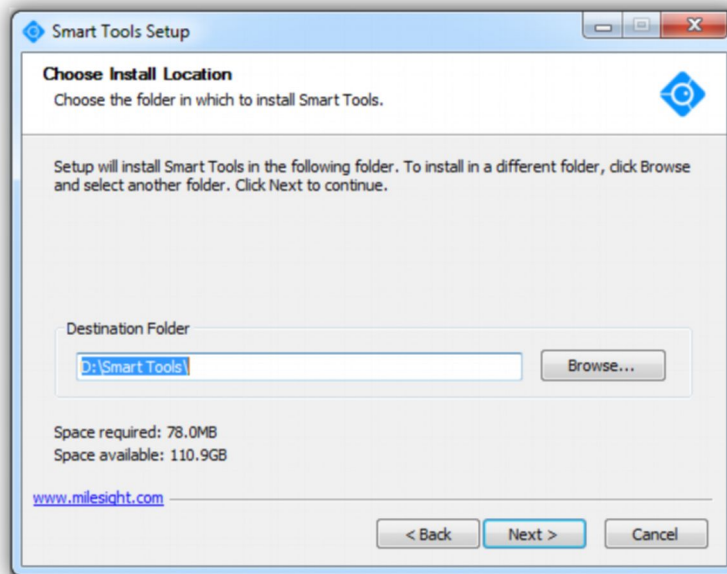 Smart Tools Setup
Choose Install Location
Choose the folder in which to install Smart Tools.
Setup will install Smart Tools in the following folder. To install in a different folder, click Browse
and select another folder. Click Next to continue.
Destination Folder
D:\Smart Tools\
Browse...
Space required: 78.0MB
Space available: 110.9GB
www.milesight.com
< Back
Next >
Cancel